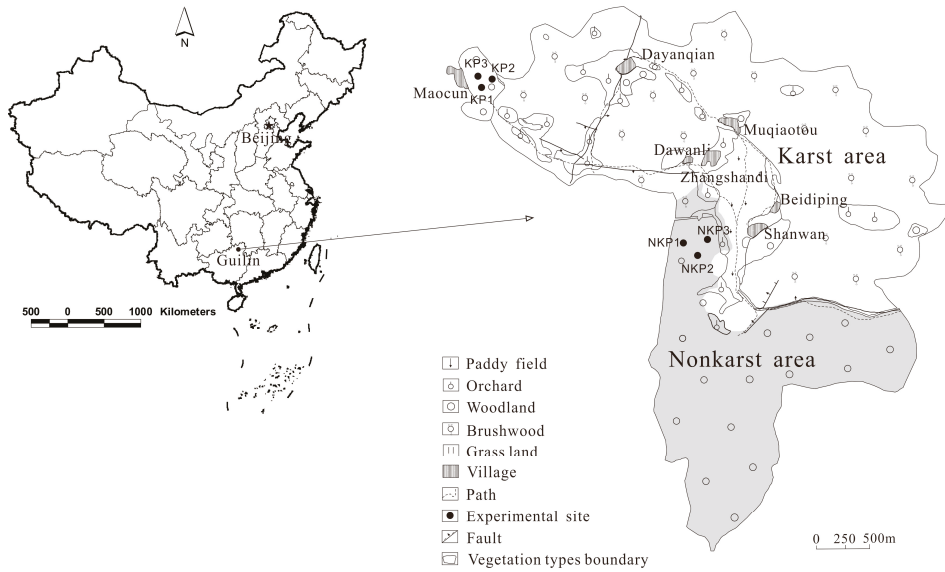 N
Beijing
Guilin
500 0 500 1000 Kilometers
Dayanqian
KP3
KP2
Maocun
KP1
Muqiaotou
Dawanli
Karst area
Zhangshandi
Beidiping
Shanwan
NKP1
NKP3
NKP2
Nonkarst area
Paddy field
Orchard
Woodland
Brushwood
Grass land
Village
Path
Experimental site
Fault
Vegetation types boundary
0 250 500m